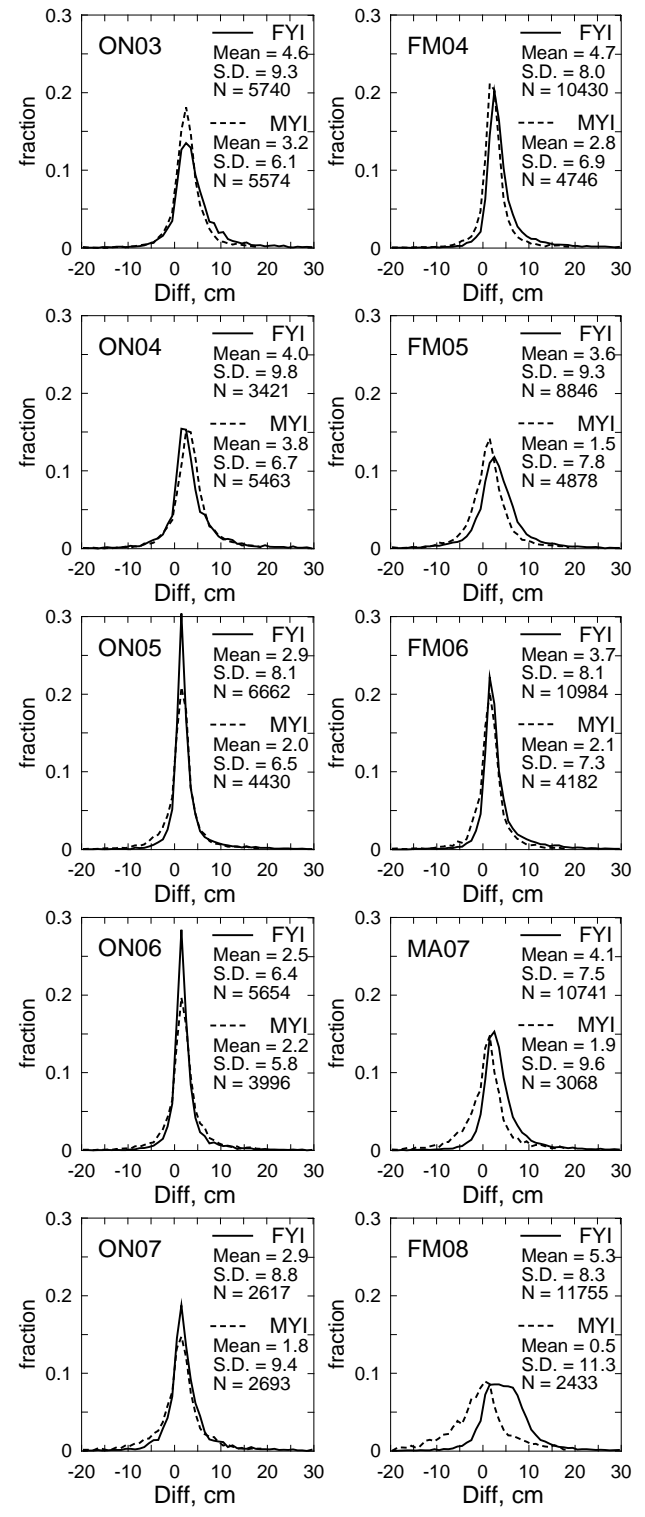 ON03
FYI
Mean = 4.6
S.D. = 9.3
N = 5740
MYI
Mean = 3.2
S.D. = 6.1
N = 5574
fraction
0.3
0.2
0.1
0
-20 -10 0 10 20 30
Diff, cm
FM04
FYI
Mean = 4.7
S.D. = 8.0
N = 10430
MYI
Mean = 2.8
S.D. = 6.9
N = 4746
fraction
0.3
0.2
0.1
0
-20 -10 0 10 20 30
Diff, cm
ON04
FYI
Mean = 4.0
S.D. = 9.8
N = 3421
MYI
Mean = 3.8
S.D. = 6.7
N = 5463
fraction
0.3
0.2
0.1
0
-20 -10 0 10 20 30
Diff, cm
FM05
FYI
Mean = 3.6
S.D. = 9.3
N = 8846
MYI
Mean = 1.5
S.D. = 7.8
N = 4878
fraction
0.3
0.2
0.1
0
-20 -10 0 10 20 30
Diff, cm
ON05
FYI
Mean = 2.9
S.D. = 8.1
N = 6662
MYI
Mean = 2.0
S.D. = 6.5
N = 4430
fraction
0.3
0.2
0.1
0
-20 -10 0 10 20 30
Diff, cm
FM06
FYI
Mean = 3.7
S.D. = 8.1
N = 10984
MYI
Mean = 2.1
S.D. = 7.3
N = 4182
fraction
0.3
0.2
0.1
0
-20 -10 0 10 20 30
Diff, cm
ON06
FYI
Mean = 2.5
S.D. = 6.4
N = 5654
MYI
Mean = 2.2
S.D. = 5.8
N = 3996
fraction
0.3
0.2
0.1
0
-20 -10 0 10 20 30
Diff, cm
MA07
FYI
Mean = 4.1
S.D. = 7.5
N = 10741
MYI
Mean = 1.9
S.D. = 9.6
N = 3068
fraction
0.3
0.2
0.1
0
-20 -10 0 10 20 30
Diff, cm
ON07
FYI
Mean = 2.9
S.D. = 8.8
N = 2617
MYI
Mean = 1.8
S.D. = 9.4
N = 2693
fraction
0.3
0.2
0.1
0
-20 -10 0 10 20 30
Diff, cm
FM08
FYI
Mean = 5.3
S.D. = 8.3
N = 11755
MYI
Mean = 0.5
S.D. = 11.3
N = 2433
fraction
0.3
0.2
0.1
0
-20 -10 0 10 20 30
Diff, cm